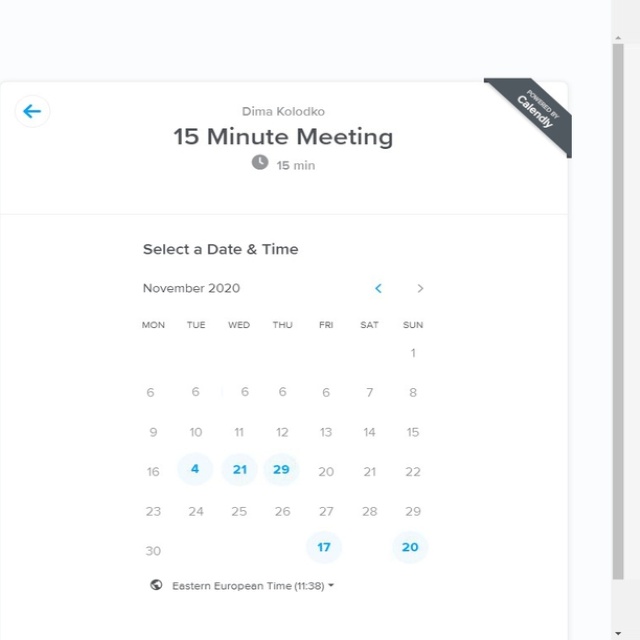 Dima Kolodko
POWERED BY
Calendly
15 Minute Meeting
15 min
Select a Date & Time
November 2020
MON TUE WED THU FRI SAT SUN
1
6 6 6 6 6 7 8
9 10 11 12 13 14 15
16 4 21 29 20 21 22
23 24 25 26 27 28 29
30 17 20
Eastern European Time (11:38)